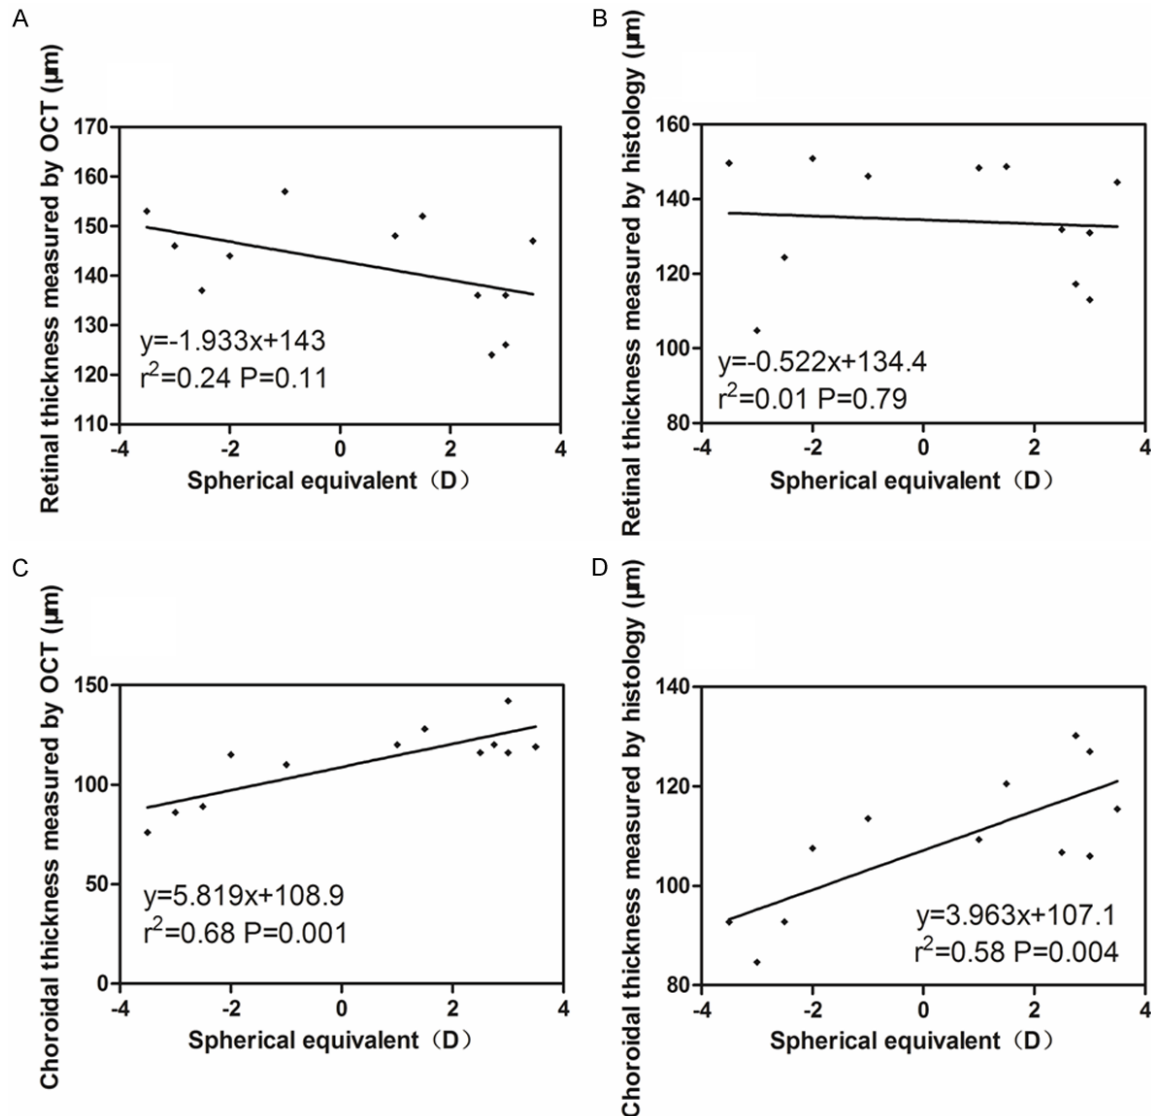 A
Retinal thickness measured by OCT (μm)
170
160
150
140
130
120
110
y=-1.933x+143
r²=0.24 P=0.11
-4 -2 0 2 4
Spherical equivalent（D）
B
Retinal thickness measured by histology (μm)
160
140
120
100
80
y=-0.522x+134.4
r²=0.01 P=0.79
-4 -2 0 2 4
Spherical equivalent（D）
C
Choroidal thickness measured by OCT (μm)
150
100
50
0
y=5.819x+108.9
r²=0.68 P=0.001
-4 -2 0 2 4
Spherical equivalent（D）
D
Choroidal thickness measured by histology (μm)
140
120
100
80
y=3.963x+107.1
r²=0.58 P=0.004
-4 -2 0 2 4
Spherical equivalent（D）